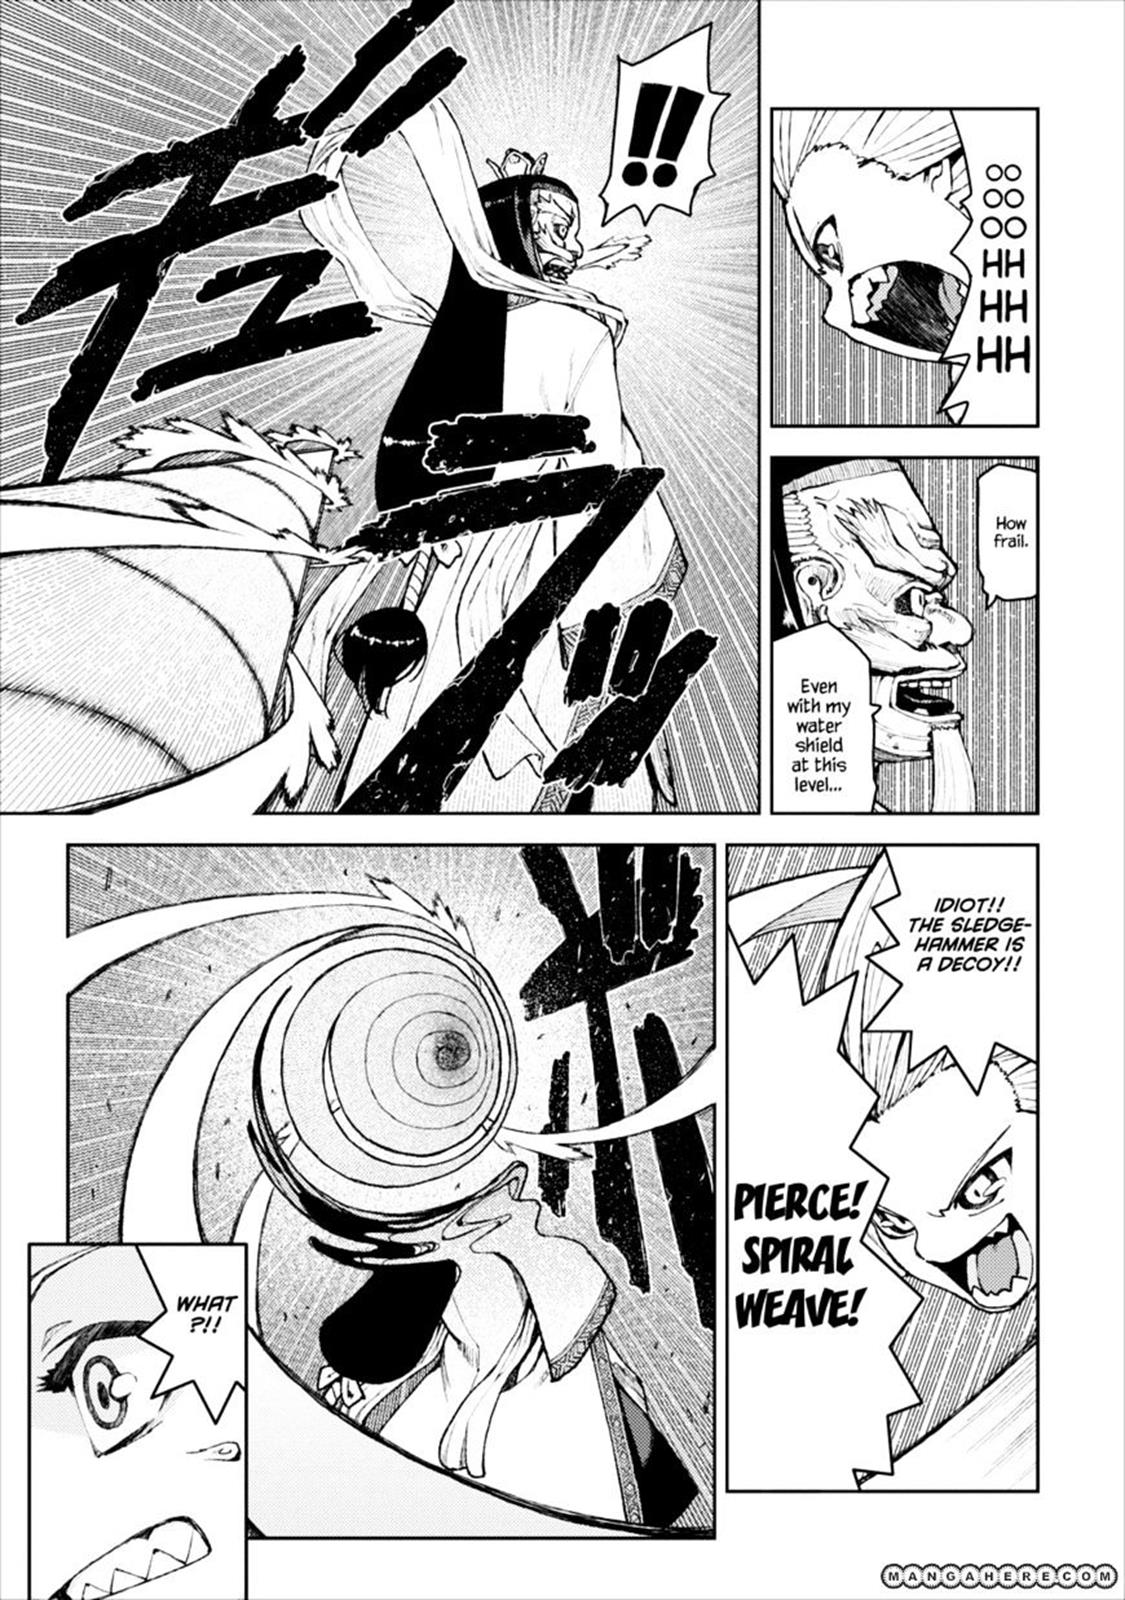 OO
OO
OO
HH
HH
HH
How
frail.
Even
with my
water
shield
at this
level...
!!
IDIOT!!
THE SLEDGE-
HAMMER IS
A DECOY!!
PIERCE!
SPIRAL
WEAVE!
WHAT
?!!
MANGAHERE.COM